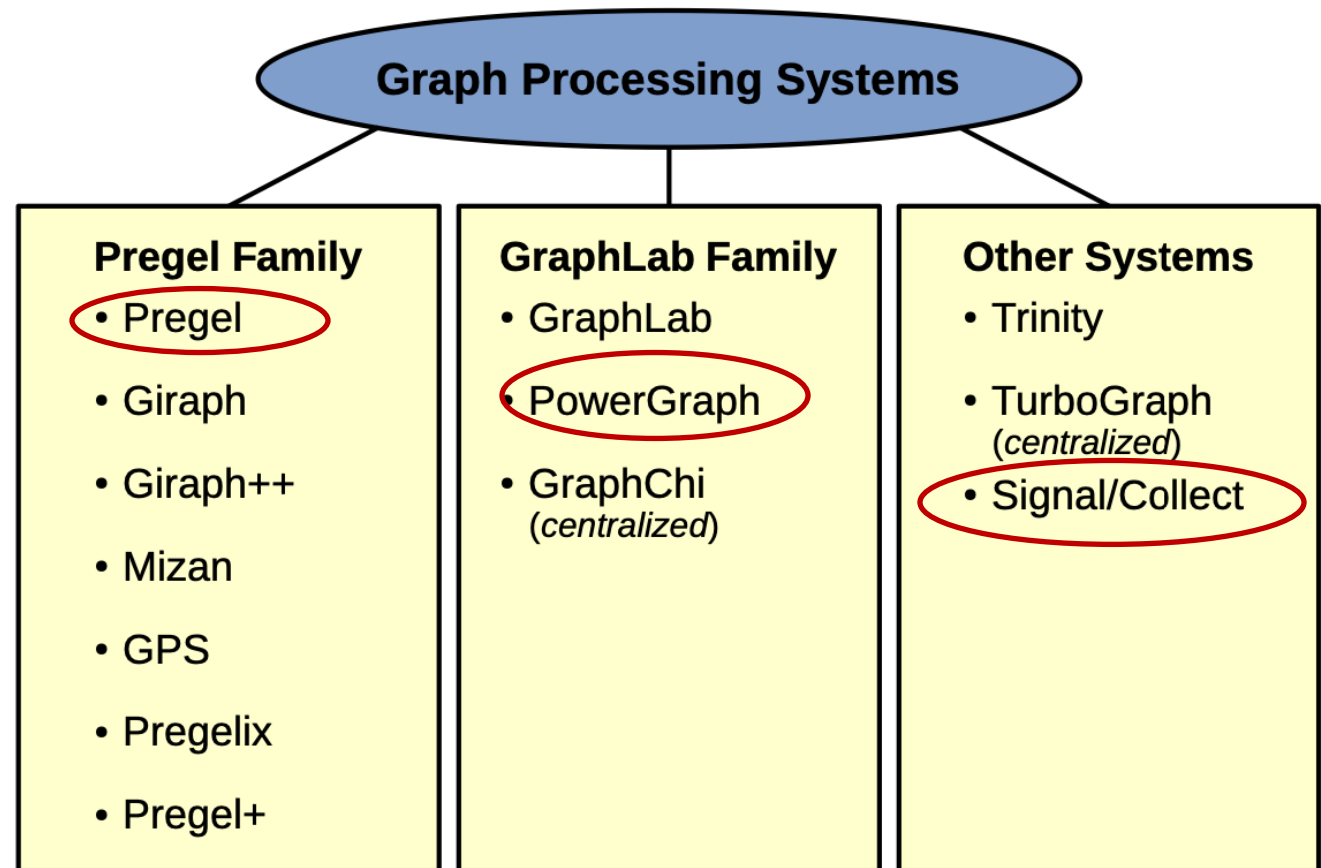 Graph Processing Systems
Pregel Family
• Pregel
• Giraph
• Giraph++
• Mizan
• GPS
• Pregelix
• Pregel+
GraphLab Family
• GraphLab
• PowerGraph
• GraphChi
(centralized)
Other Systems
• Trinity
• TurboGraph
(centralized)
• Signal/Collect